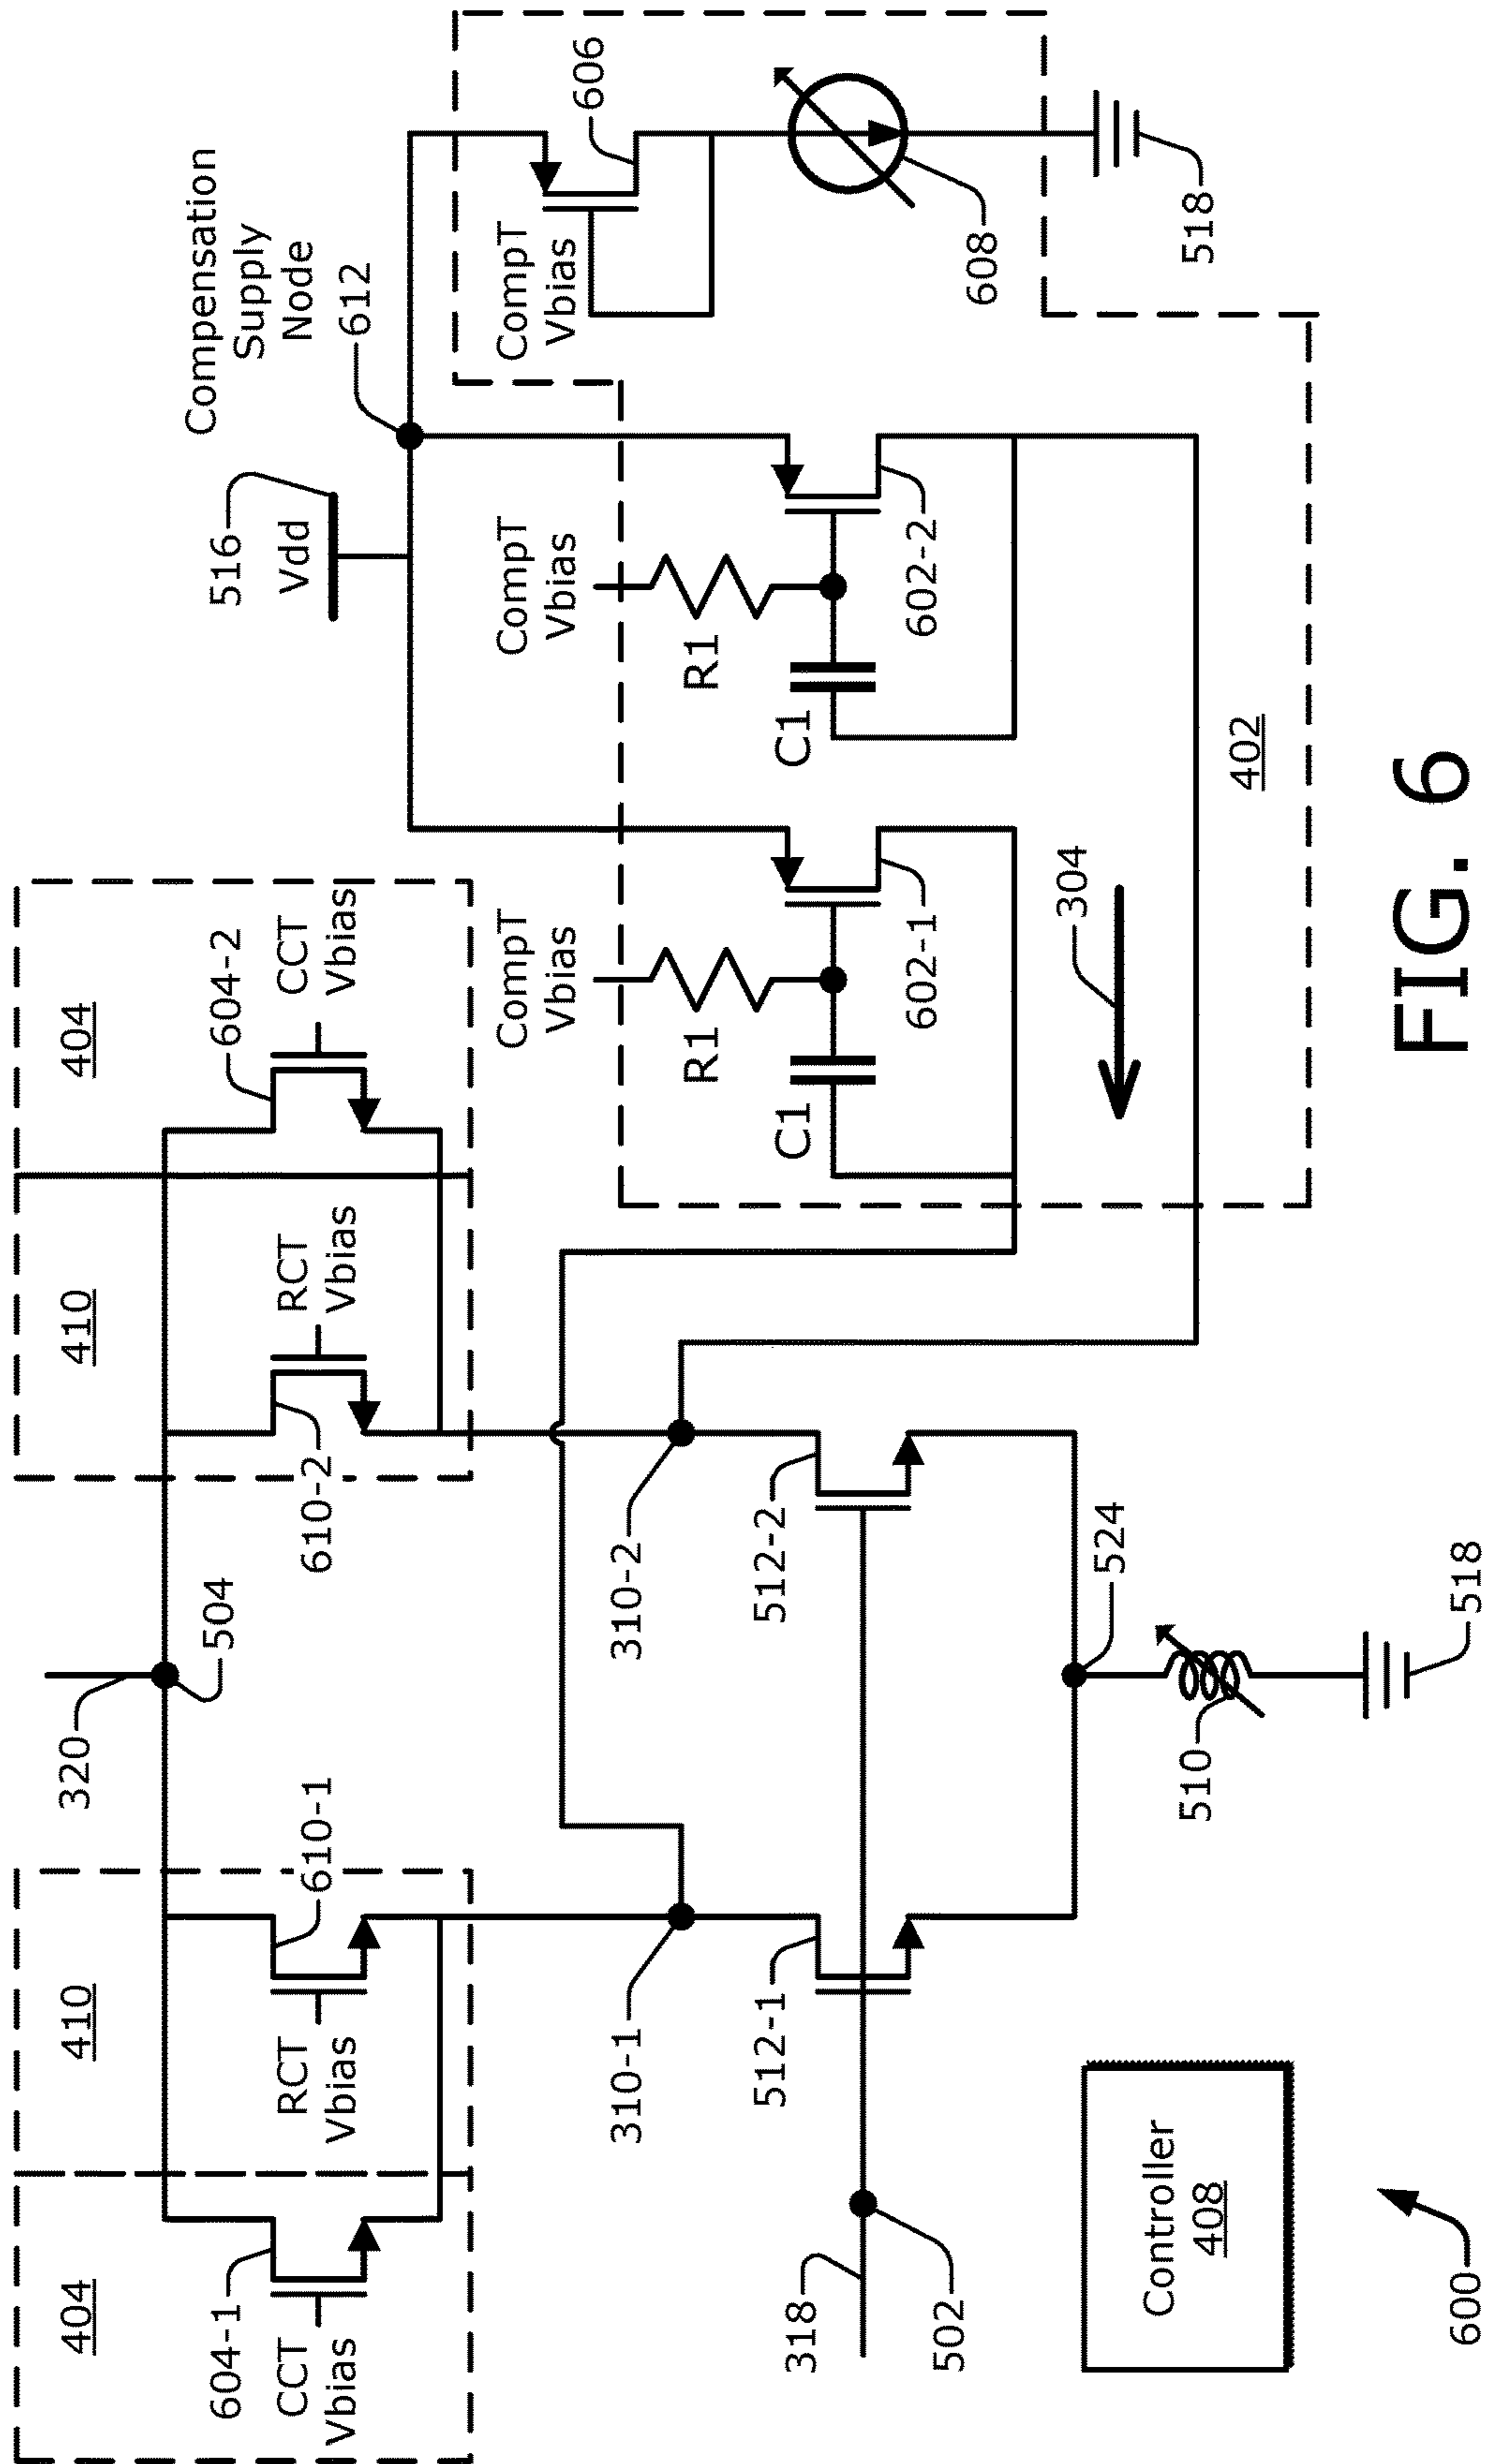 404
410
320
504
410
404
604-1
CCT
Vbias
RCT
Vbias
610-1
610-2
RCT
Vbias
604-2
CCT
Vbias
516
Vdd
Compensation
Supply
Node
612
310-1
310-2
CompT
Vbias
CompT
Vbias
CompT
Vbias
606
R1
R1
C1
C1
512-1
512-2
602-1
602-2
608
318
502
304
518
Controller
408
524
510
402
518
600
FIG. 6